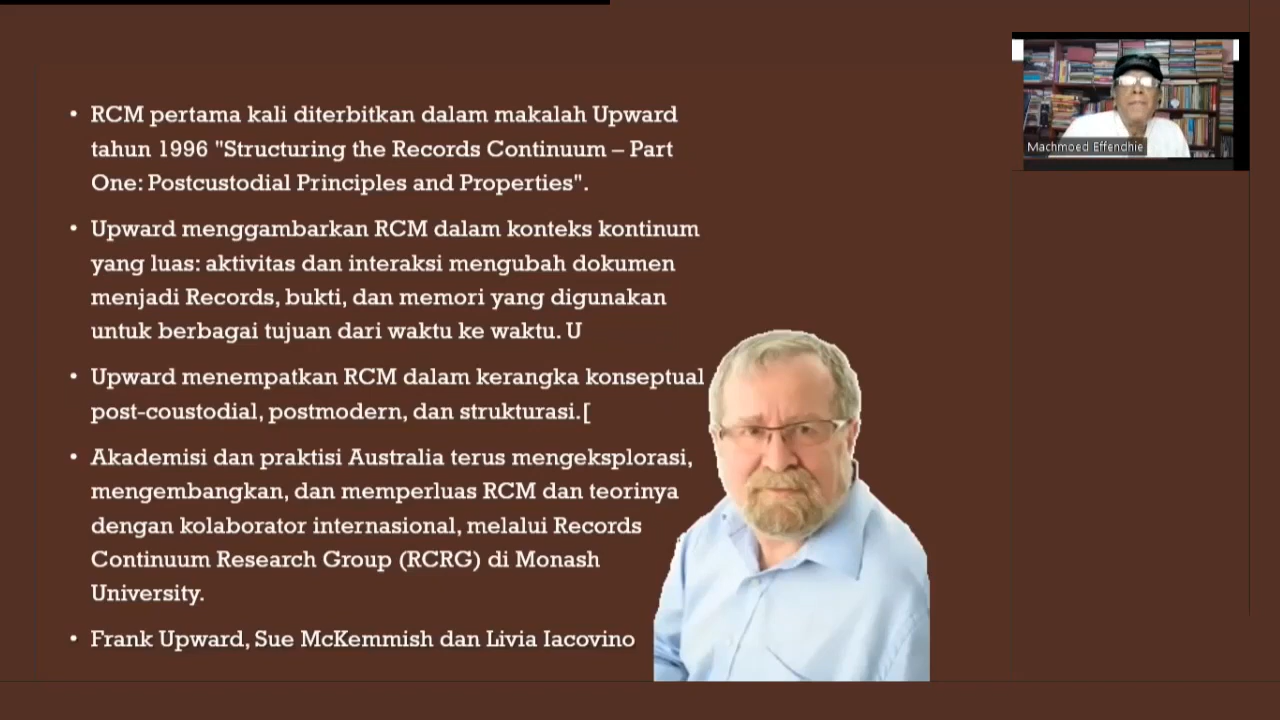 • RCM pertama kali diterbitkan dalam makalah Upward
tahun 1996 "Structuring the Records Continuum – Part
One: Postcustodial Principles and Properties".
• Upward menggambarkan RCM dalam konteks kontinum
yang luas: aktivitas dan interaksi mengubah dokumen
menjadi Records, bukti, dan memori yang digunakan
untuk berbagai tujuan dari waktu ke waktu. U
• Upward menempatkan RCM dalam kerangka konseptual
post-coustodial, postmodern, dan strukturasi.[
• Akademisi dan praktisi Australia terus mengeksplorasi,
mengembangkan, dan memperluas RCM dan teorinya
dengan kolaborator internasional, melalui Records
Continuum Research Group (RCRG) di Monash
University.
• Frank Upward, Sue McKemmish dan Livia Iacovino
Machmoed Effendhie